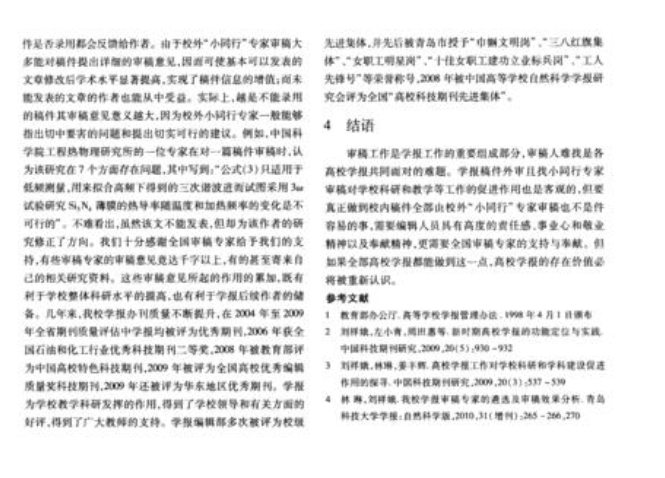 件是否录用都会反馈给作者。由于校外“小同行”专家审稿大
多能对稿件提出详细的审稿意见,因而可使基本可以发表的
文章修改后学术水平显著提高,实现了稿件信息的增值;而未
能发表的文章的作者也能从中受益。实际上,越是不能录用
的稿件其审稿意见意义越大,因为校外小同行专家一般能够
指出切中要害的问题和提出切实可行的建议。例如,中国科
学院工程热物理研究所的一位专家在对一篇稿件审稿时,认
为该研究在7个方面存在问题,其中写到:“公式(3)只适用于
低频测量,用来拟合高频下得到的三次谐波进而试图采用3ω
试验研究 Si₃N₄ 薄膜的热导率随温度和加热频率的变化是不
可行的”。不难看出,虽然该文不能发表,但却为该作者的研
究修正了方向。我们十分感谢全国审稿专家给予我们的支
持,有些审稿专家的审稿意见竟达千字以上,有的甚至寄来自
己的相关研究资料。这些审稿意见所起的作用的累加,既有
利于学校整体科研水平的提高,也有利于学报后续作者的储
备。几年来,我校学报办刊质量不断提升,在2004年至2009
年全省期刊质量评估中学报均被评为优秀期刊,2006年获全
国石油和化工行业优秀科技期刊二等奖,2008年被教育部评
为中国高校特色科技期刊,2009年被评为全国高校优秀编辑
质量奖科技期刊,2009年还被评为华东地区优秀期刊。学报
为学校教学科研发挥的作用,得到了学校领导和有关方面的
好评,得到了广大教师的支持。学报编辑部多次被评为校级
先进集体,并先后被青岛市授予“巾帼文明岗”、“三八红旗集
体”、“女职工明星岗”、“十佳女职工建功立业标兵岗”、“工人
先锋号”等荣誉称号,2008年被中国高等学校自然科学学报研
究会评为全国“高校科技期刊先进集体”。
4 结语
审稿工作是学报工作的重要组成部分,审稿人难找是各
高校学报共同面对的难题。学报稿件外审且找小同行专家
审稿对学校科研和教学等工作的促进作用也是客观的,但要
真正做到校内稿件全部由校外“小同行”专家审稿也不是件
容易的事,需要编辑人员具有高度的责任感、事业心和敬业
精神以及奉献精神,更需要全国审稿专家的支持与奉献。但
如果全部高校学报都能做到这一点,高校学报的存在价值必
将被重新认识。
参考文献
1 教育部办公厅. 高等学校学报管理办法. 1998年4月1日颁布
2 刘祥娥,左小青,周田惠等. 新时期高校学报的功能定位与实践.
中国科技期刊研究,2009,20(5):930-932
3 刘祥娥,林琳,姜丰辉. 高校学报工作对学校科研和学科建设促进
作用的探寻. 中国科技期刊研究,2009,20(3):537-539
4 林 琳,刘祥娥. 我校学报审稿专家的遴选及审稿效果分析. 青岛
科技大学学报:自然科学版,2010,31(增刊):265-266,270